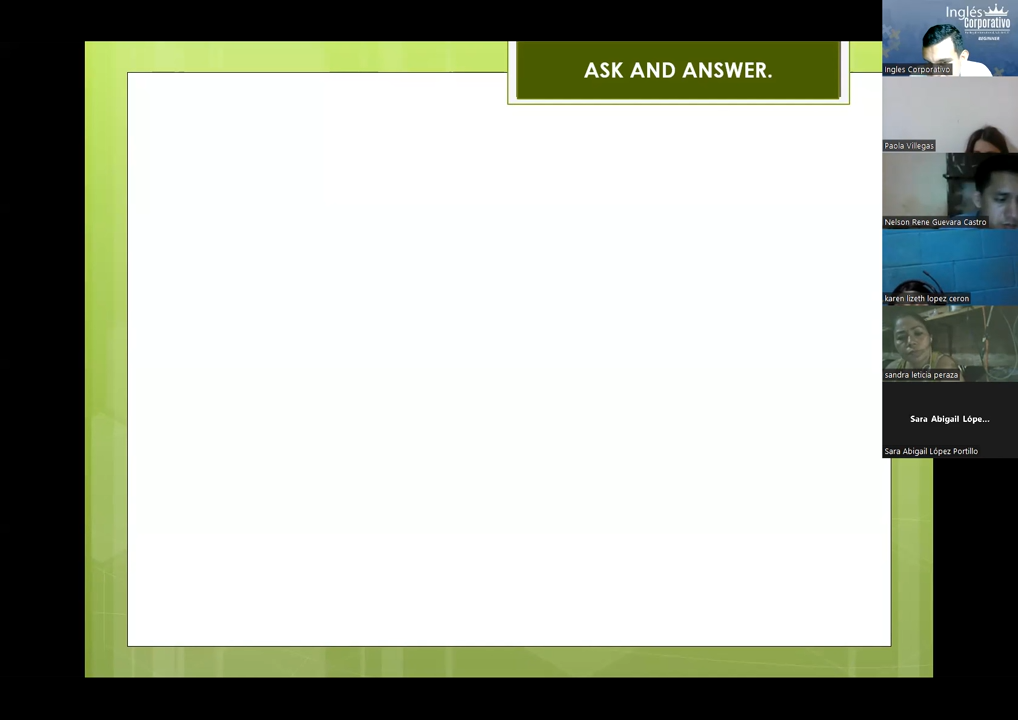 ASK AND ANSWER.
Inglés
Corporativo
BEGINNER
Ingles Corporativo
Paola Villegas
Nelson Rene Guevara Castro
karen lizeth lopez ceron
sandra leticia peraza
Sara Abigail Lópe...
Sara Abigail López Portillo